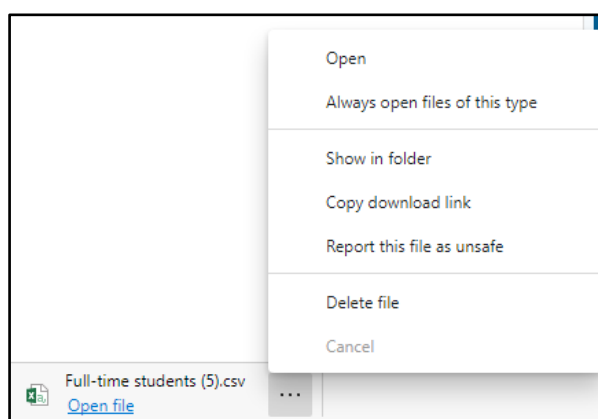 Open
Always open files of this type
Show in folder
Copy download link
Report this file as unsafe
Delete file
Cancel
Full-time students (5).csv
Open file
...